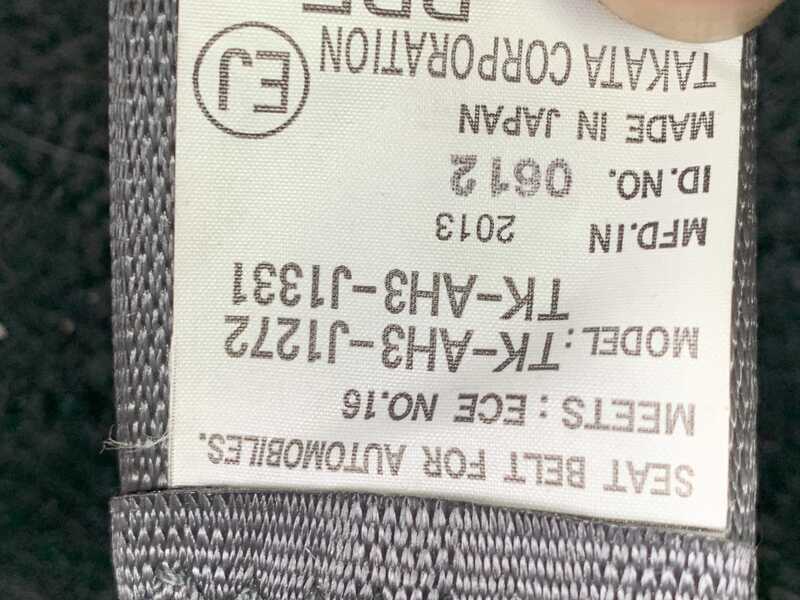 SEAT BELT FOR AUTOMOBILES.
MEETS : ECE NO.16
MODEL : TK-AH3-J1272
TK-AH3-J1331
MFD.IN 2013
ID.NO. 0612
MADE IN JAPAN
TAKATA CORPORATION
EJ